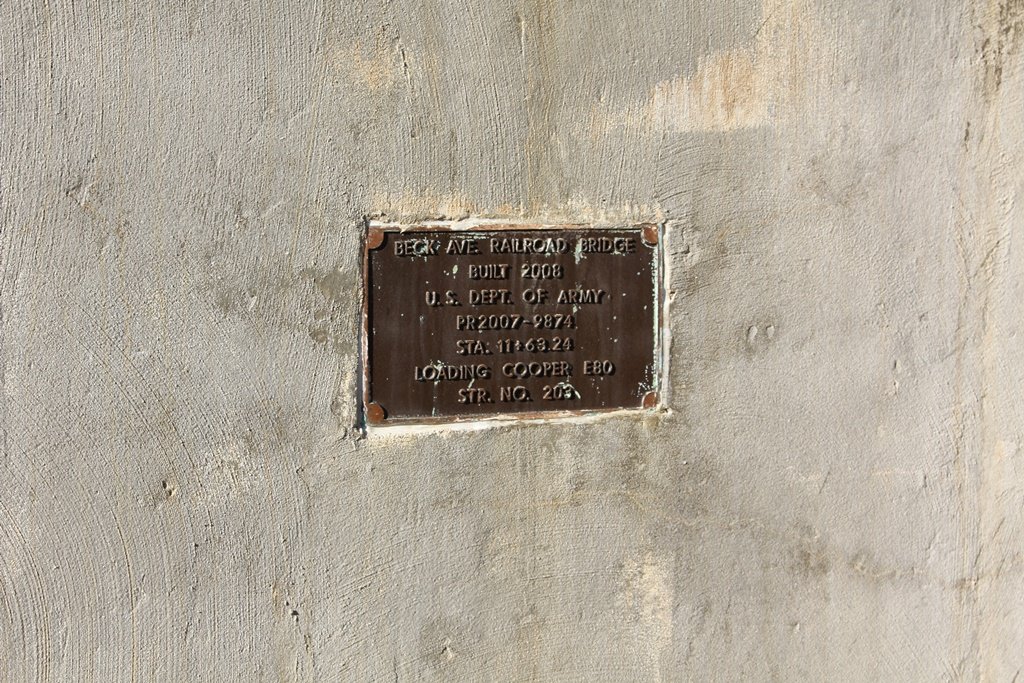 BECK AVE. RAILROAD BRIDGE
BUILT 2008
U.S. DEPT. OF ARMY
PR2007-9874
STA: 11+63.24
LOADING COOPER E80
STR. NO. 203